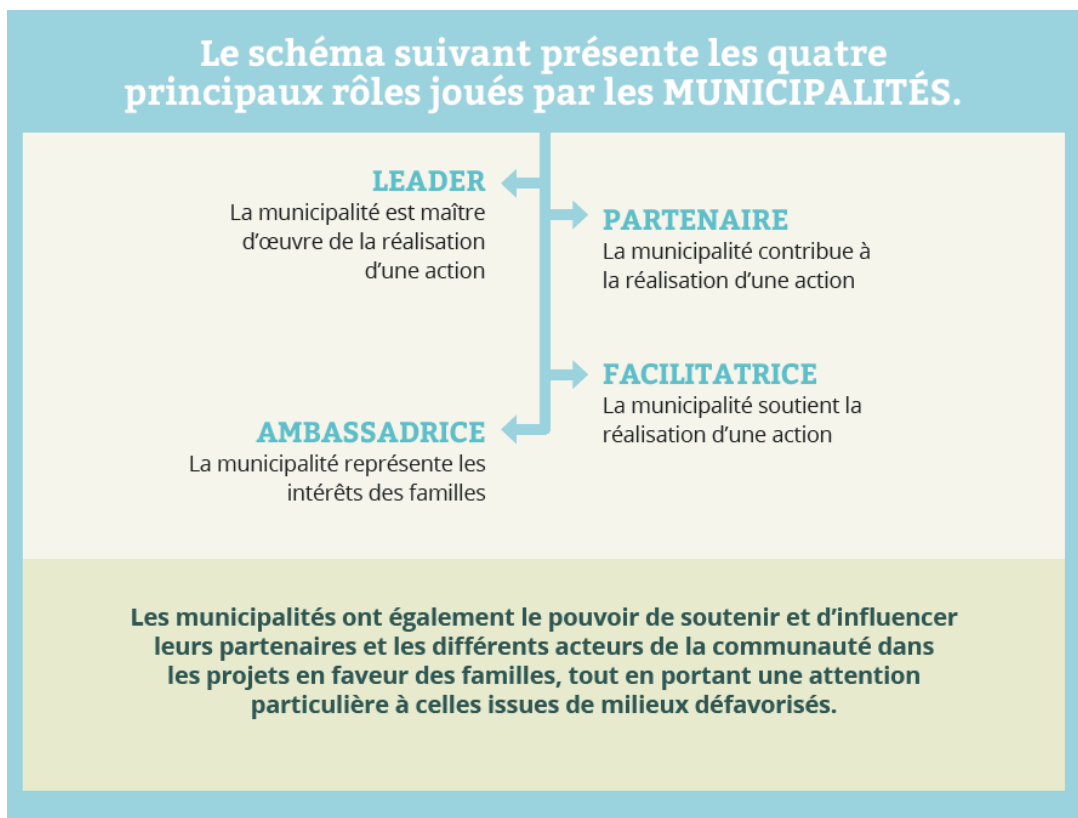 Le schéma suivant présente les quatre
principaux rôles joués par les MUNICIPALITÉS.
LEADER
La municipalité est maître
d’œuvre de la réalisation
d’une action
PARTENAIRE
La municipalité contribue à
la réalisation d’une action
FACILITATRICE
La municipalité soutient la
réalisation d’une action
AMBASSADRICE
La municipalité représente les
intérêts des familles
Les municipalités ont également le pouvoir de soutenir et d’influencer
leurs partenaires et les différents acteurs de la communauté dans
les projets en faveur des familles, tout en portant une attention
particulière à celles issues de milieux défavorisés.